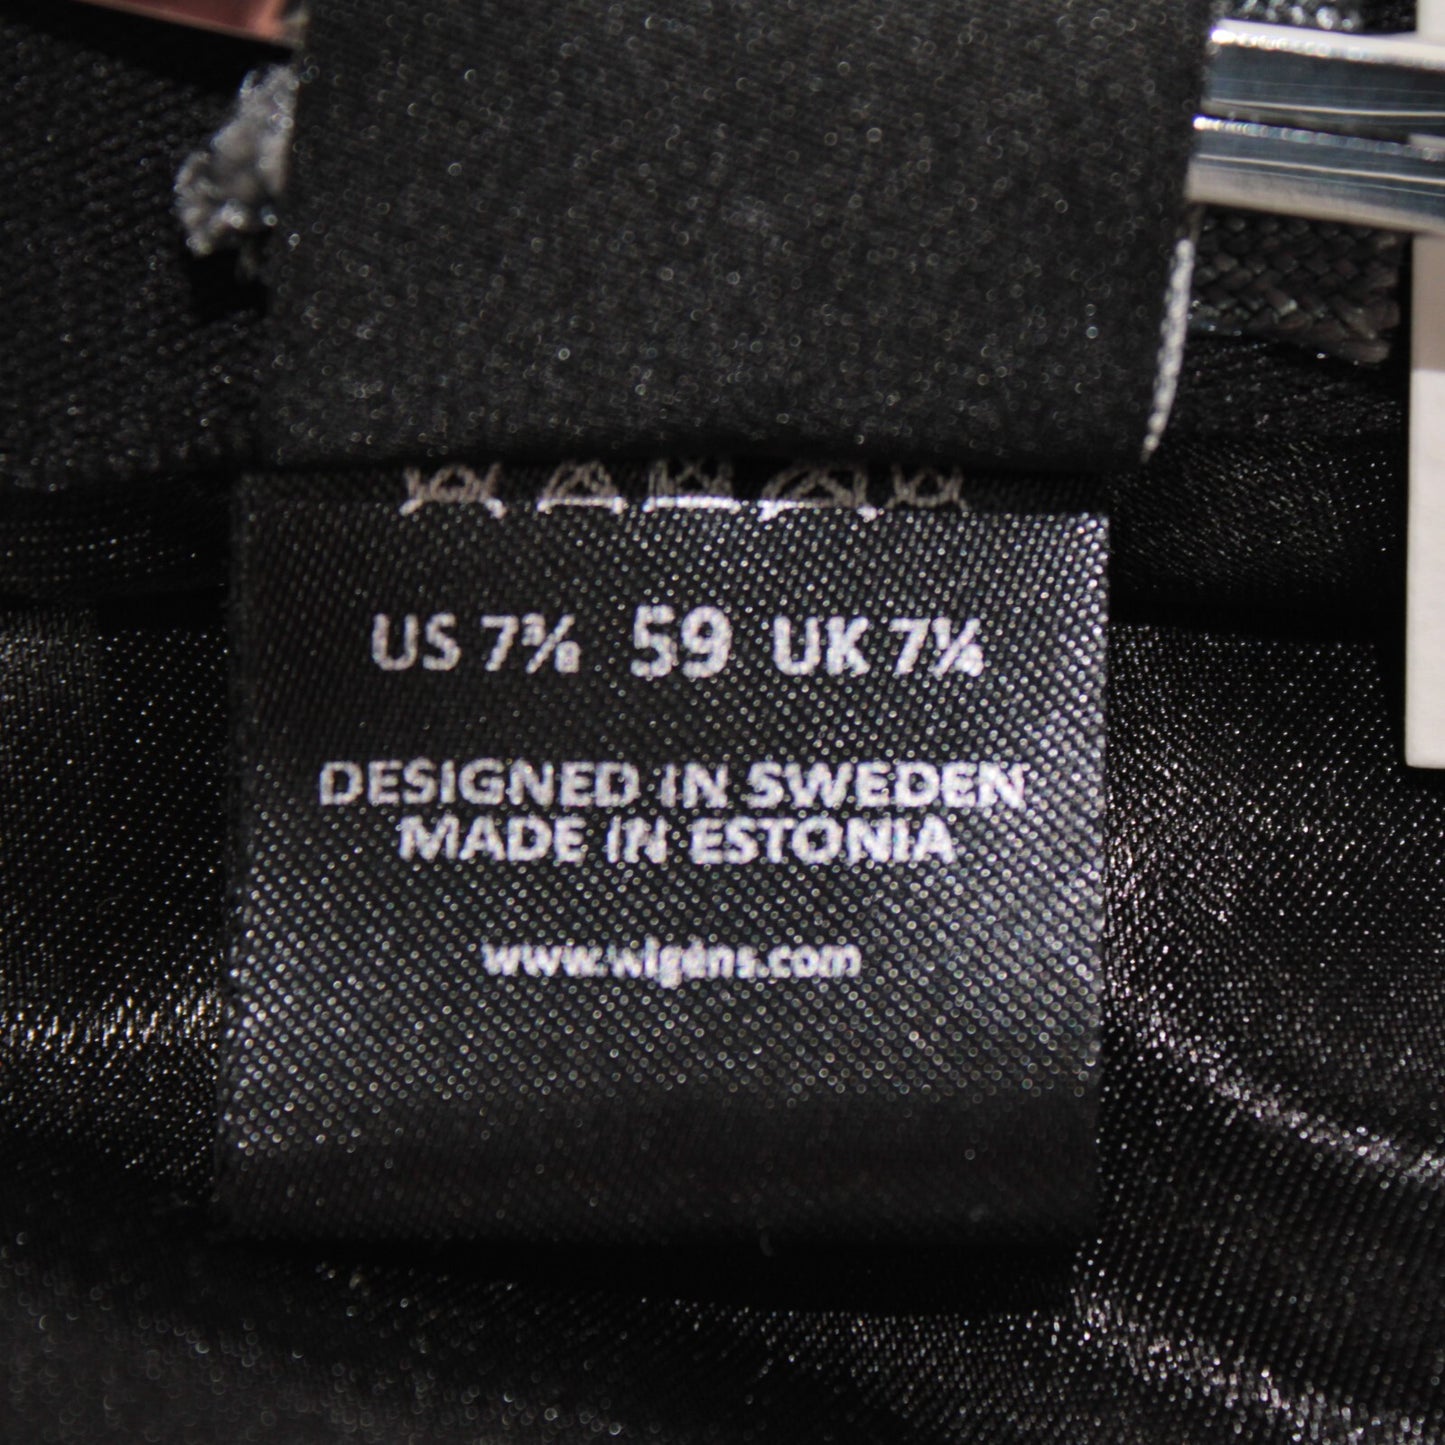 US 7⅜ 59 UK 7¼
DESIGNED IN SWEDEN
MADE IN ESTONIA
www.wigens.com